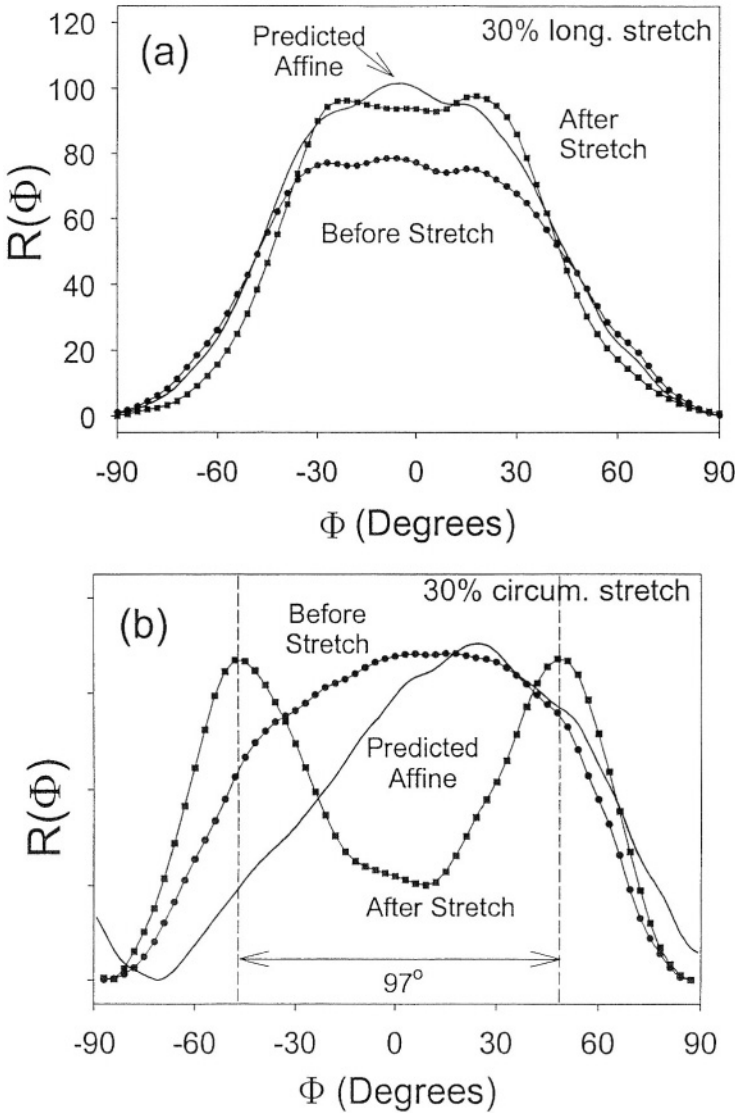 120
100
80
60
40
20
0
R(Φ)
(a)
30% long. stretch
Predicted
Affine
After
Stretch
Before Stretch
-90
-60
-30
0
30
60
90
Φ (Degrees)
(b)
30% circum. stretch
Before
Stretch
R(Φ)
Predicted
Affine
After Stretch
97°
-90
-60
-30
0
30
60
90
Φ (Degrees)